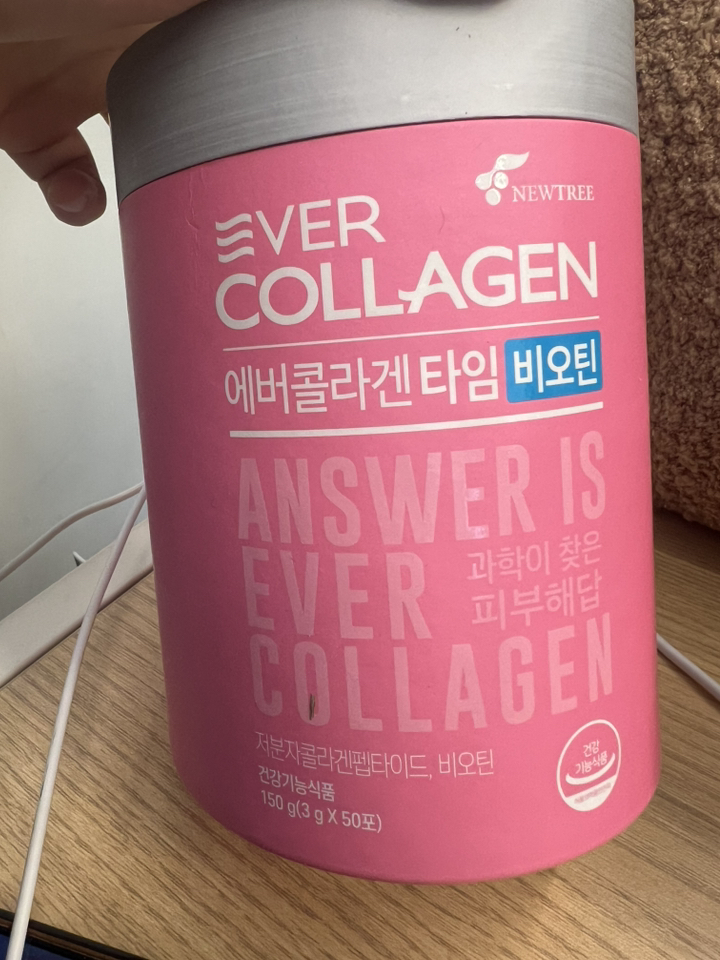 NEWTREE
EVER
COLLAGEN
에버콜라겐 타임 비오틴
ANSWER IS
EVER
과학이 찾은
피부해답
COLLAGEN
저분자콜라겐펩타이드, 비오틴
건강기능식품
150 g(3 g X 50포)
건강
기능식품